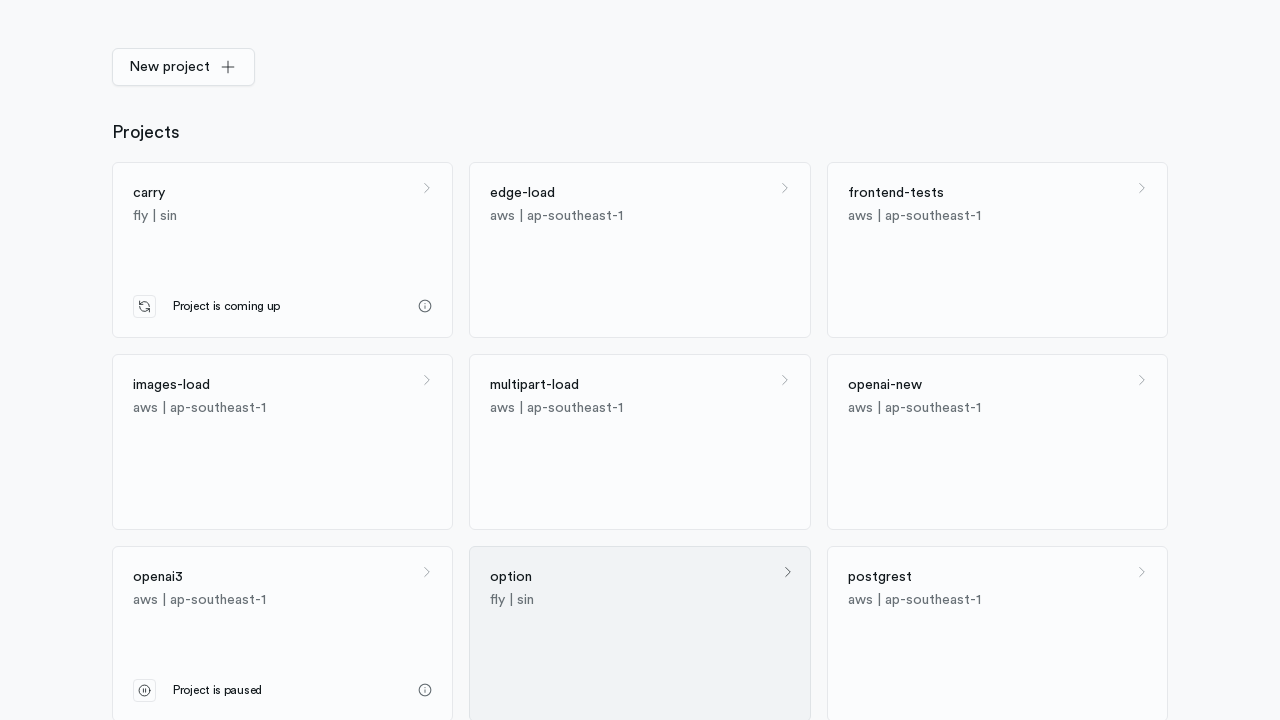 New project
Projects
carry
fly | sin
Project is coming up
edge-load
aws | ap-southeast-1
frontend-tests
aws | ap-southeast-1
images-load
aws | ap-southeast-1
multipart-load
aws | ap-southeast-1
openai-new
aws | ap-southeast-1
openai3
aws | ap-southeast-1
Project is paused
option
fly | sin
postgrest
aws | ap-southeast-1